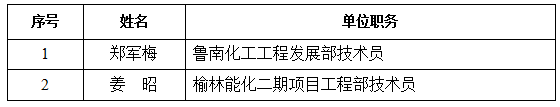 序号 姓名 单位职务
1 郑军梅 鲁南化工工程发展部技术员
2 姜　昭 榆林能化二期项目工程部技术员